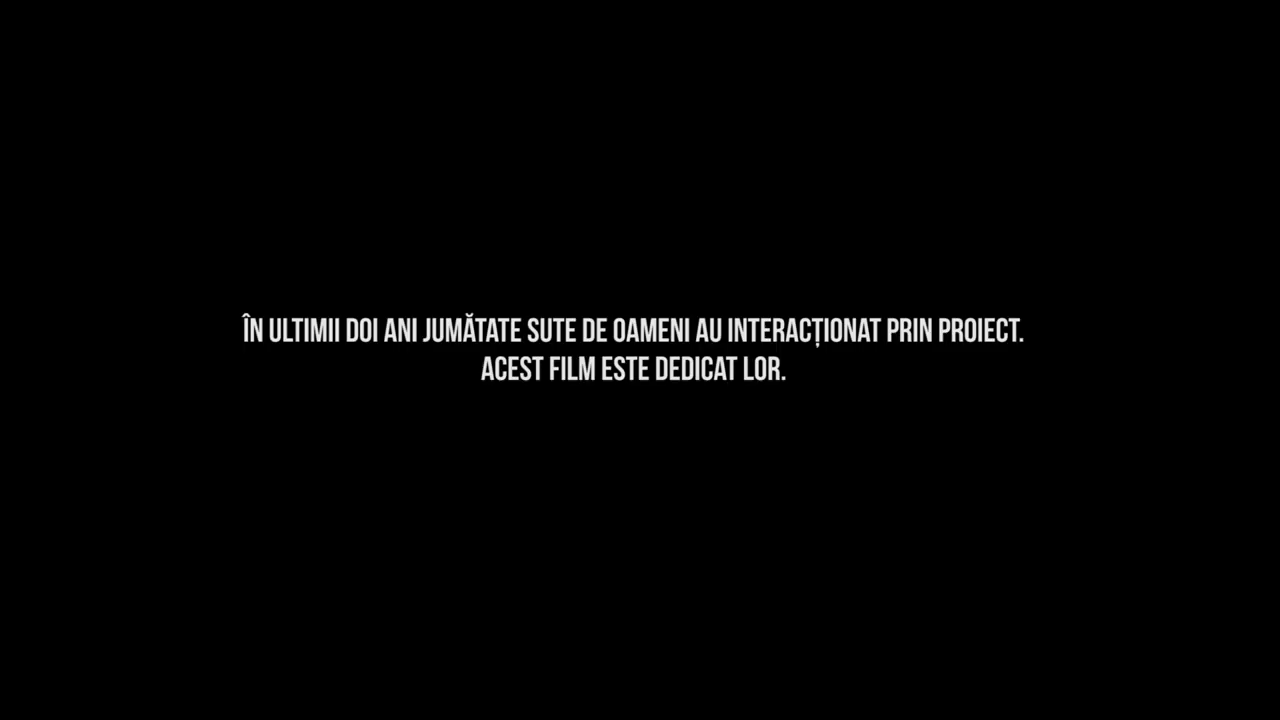 ÎN ULTIMII DOI ANI JUMĂTATE SUTE DE OAMENI AU INTERACȚIONAT PRIN PROIECT.
ACEST FILM ESTE DEDICAT LOR.